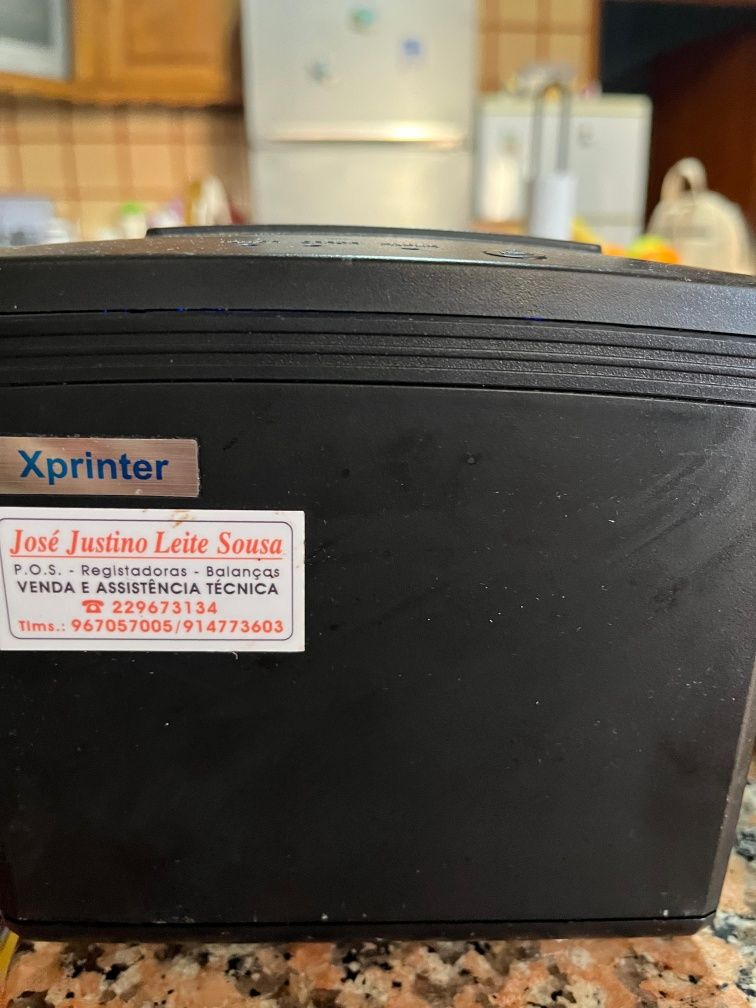 Xprinter
José Justino Leite Sousa
P.O.S. - Registadoras - Balanças
VENDA E ASSISTÊNCIA TÉCNICA
☎ 229673134
Tlms.: 967057005/914773603